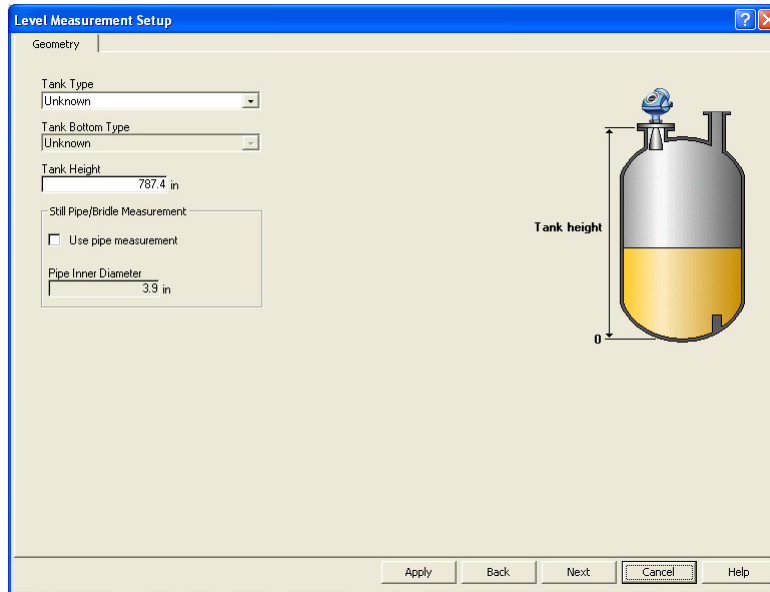 Level Measurement Setup
Geometry
Tank Type
Unknown
Tank Bottom Type
Unknown
Tank Height
787.4 in
Still Pipe/Bridle Measurement
Use pipe measurement
Pipe Inner Diameter
3.9 in
Tank height
0
Apply Back Next Cancel Help